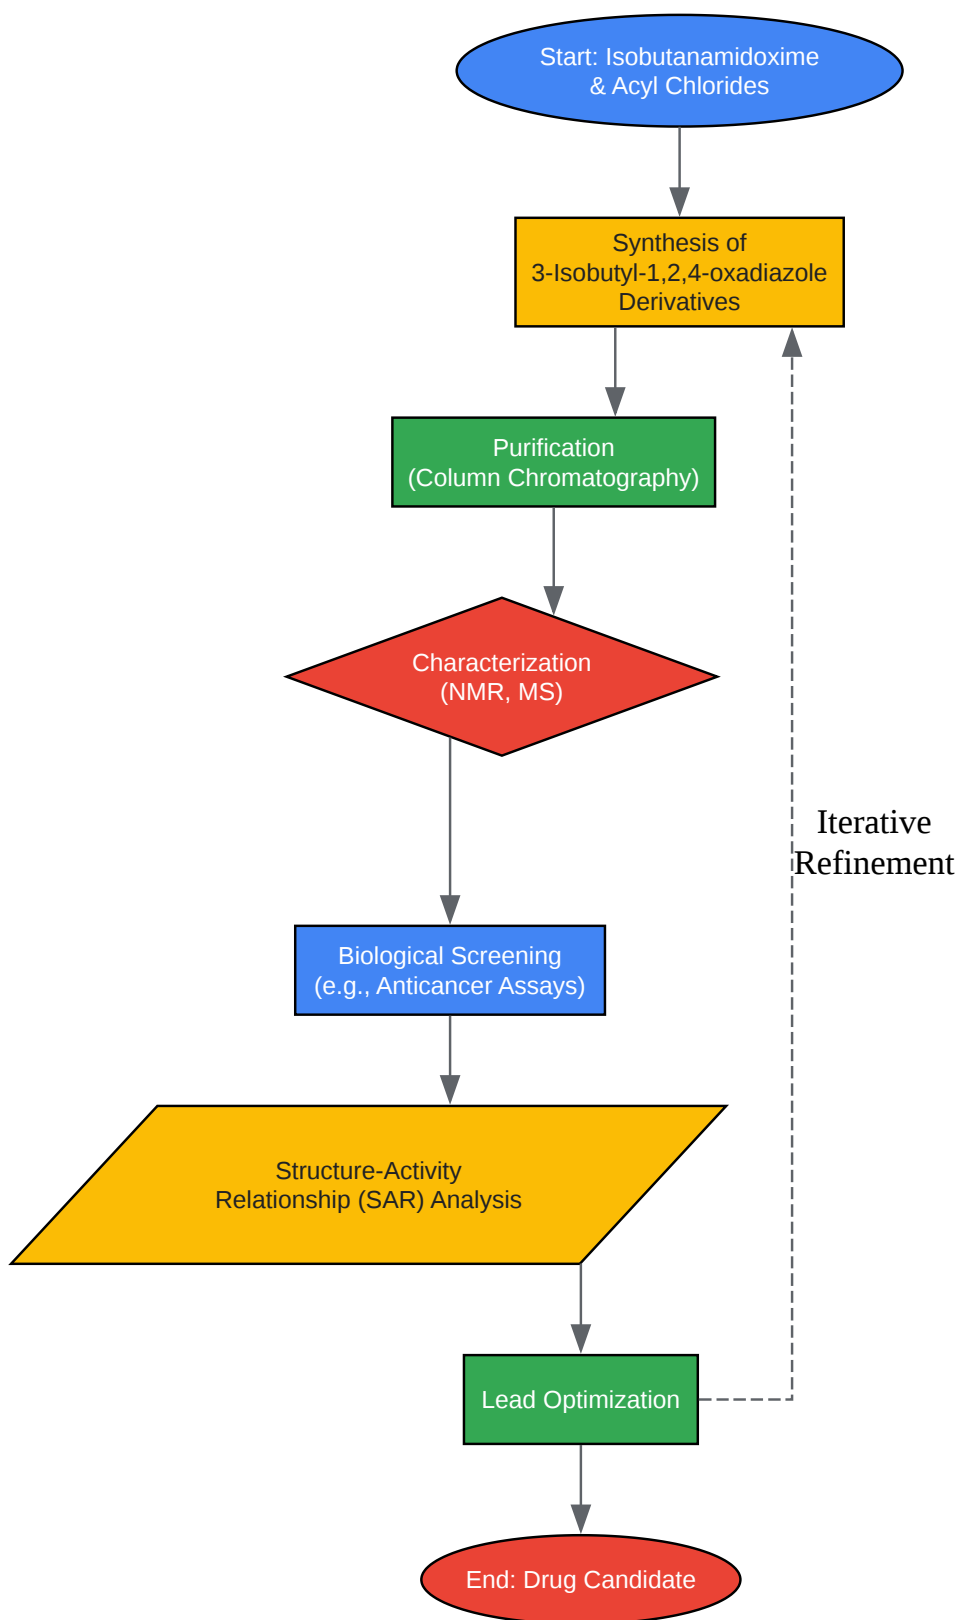 Start: Isobutanamidoxime
& Acyl Chlorides
Synthesis of
3-Isobutyl-1,2,4-oxadiazole
Derivatives
Purification
(Column Chromatography)
Characterization
(NMR, MS)
Iterative
Refinement
Biological Screening
(e.g., Anticancer Assays)
Structure-Activity
Relationship (SAR) Analysis
Lead Optimization
End: Drug Candidate